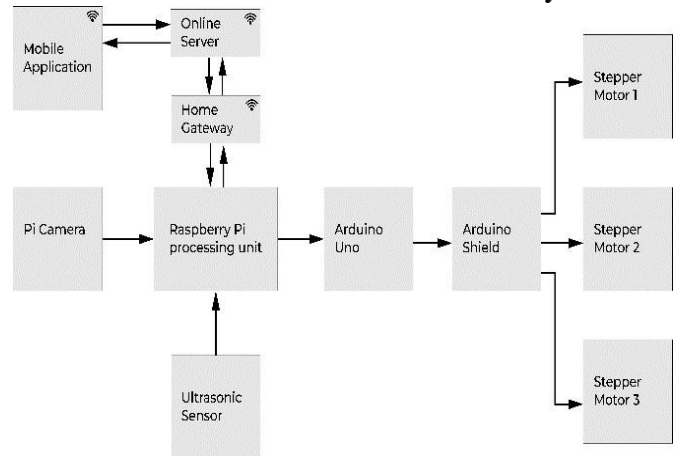 Mobile
Application
Online
Server
Home
Gateway
Pi Camera
Raspberry Pi
processing unit
Arduino
Uno
Arduino
Shield
Stepper
Motor 1
Stepper
Motor 2
Stepper
Motor 3
Ultrasonic
Sensor